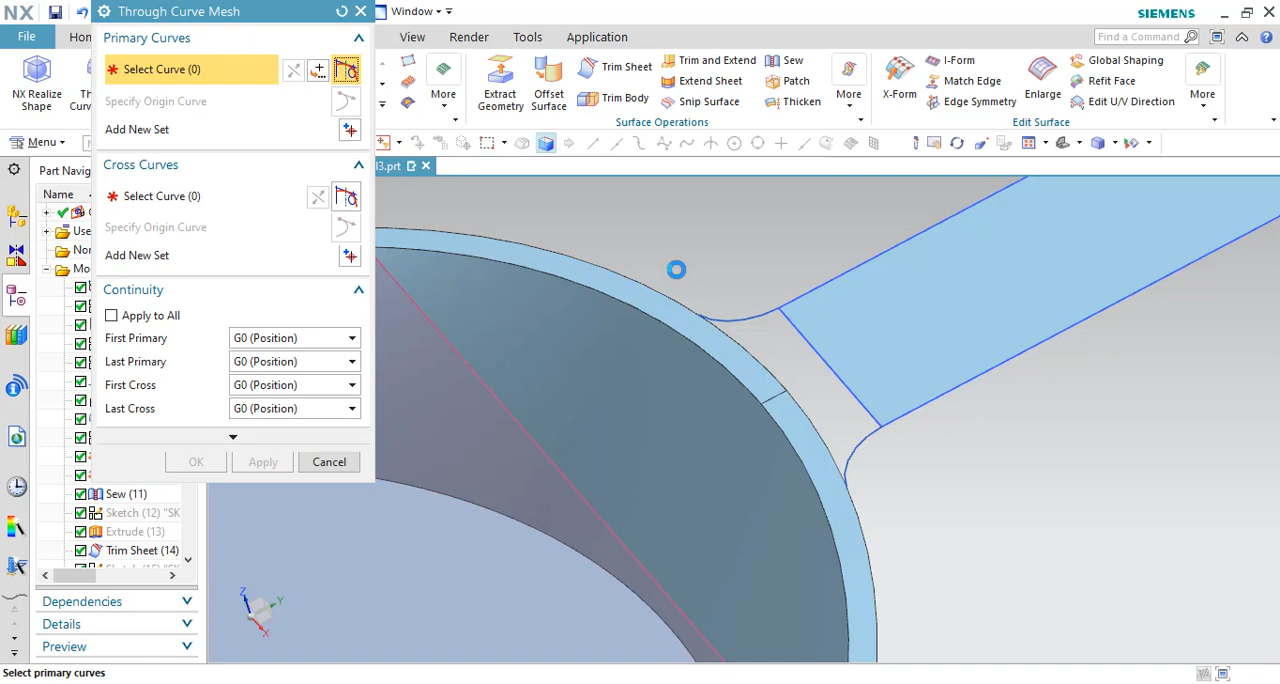 NX
Through Curve Mesh
Window
SIEMENS
File
View
Render
Tools
Application
Find a Command
NX Realize Shape
More
Extract Geometry
Offset Surface
Trim Sheet
Trim Body
Trim and Extend
Extend Sheet
Snip Surface
Sew
Patch
Thicken
More
Surface Operations
X-Form
I-Form
Match Edge
Edge Symmetry
Enlarge
Global Shaping
Refit Face
Edit U/V Direction
More
Edit Surface
Menu
Primary Curves
Select Curve (0)
Specify Origin Curve
Add New Set
Cross Curves
Select Curve (0)
Specify Origin Curve
Add New Set
Continuity
Apply to All
First Primary G0 (Position)
Last Primary G0 (Position)
First Cross G0 (Position)
Last Cross G0 (Position)
OK Apply Cancel
l3.prt
Name
Sew (11)
Sketch (12) "SK
Extrude (13)
Trim Sheet (14)
Dependencies
Details
Preview
Z
Y
X
Select primary curves